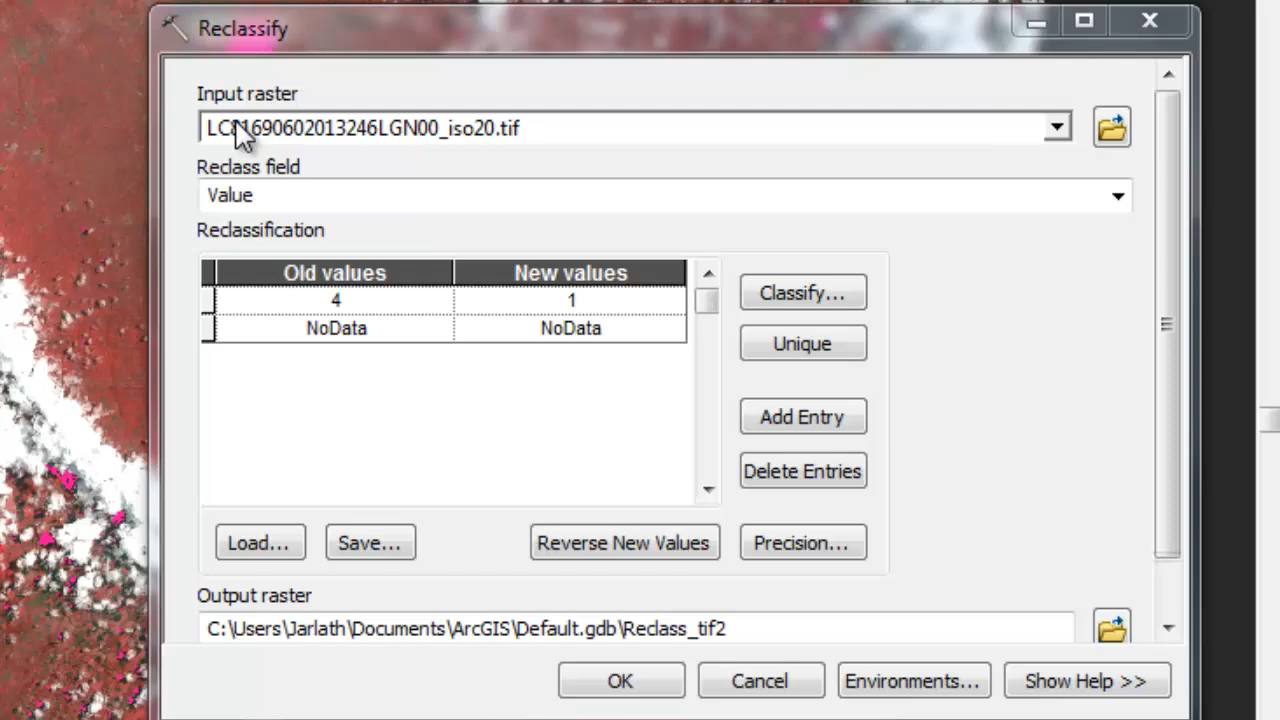 Reclassify
Input raster
LC81690602013246LGN00_iso20.tif
Reclass field
Value
Reclassification
Old values New values
4 1
NoData NoData
Classify...
Unique
Add Entry
Delete Entries
Load... Save... Reverse New Values Precision...
Output raster
C:\Users\Jarlath\Documents\ArcGIS\Default.gdb\Reclass_tif2
OK Cancel Environments... Show Help >>